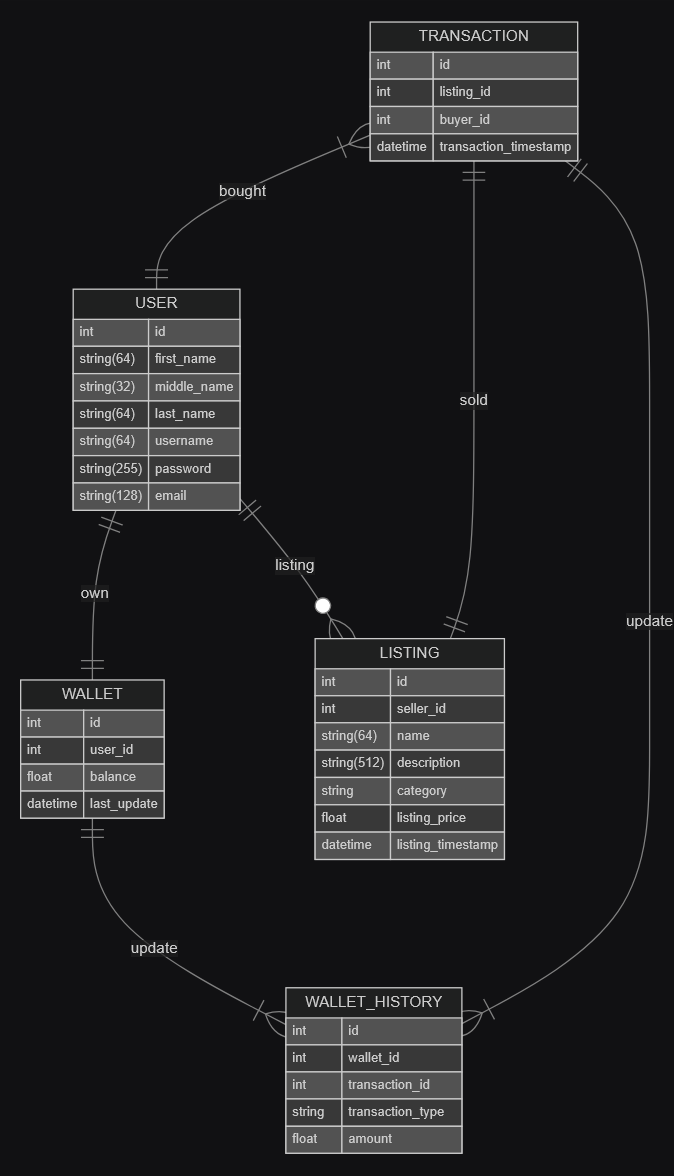 TRANSACTION
int id
int listing_id
int buyer_id
datetime transaction_timestamp
bought
USER
int id
string(64) first_name
string(32) middle_name
string(64) last_name
string(64) username
string(255) password
string(128) email
sold
listing
own
update
LISTING
int id
int seller_id
string(64) name
string(512) description
string category
float listing_price
datetime listing_timestamp
WALLET
int id
int user_id
float balance
datetime last_update
update
WALLET_HISTORY
int id
int wallet_id
int transaction_id
string transaction_type
float amount